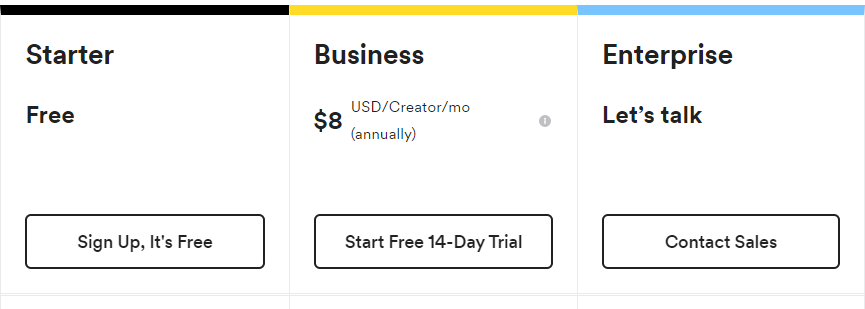 Starter
Free
Sign Up, It's Free
Business
$8 USD/Creator/mo
(annually)
Start Free 14-Day Trial
Enterprise
Let’s talk
Contact Sales